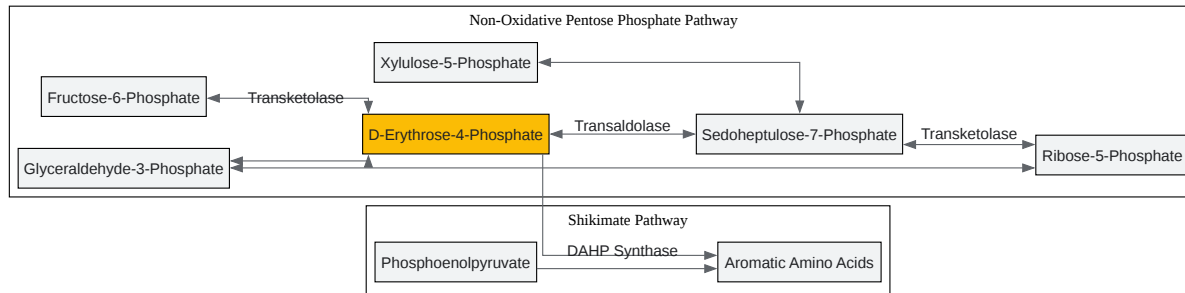 Non-Oxidative Pentose Phosphate Pathway
Xylulose-5-Phosphate
Fructose-6-Phosphate
Transketolase
D-Erythrose-4-Phosphate
Transaldolase
Sedoheptulose-7-Phosphate
Transketolase
Ribose-5-Phosphate
Glyceraldehyde-3-Phosphate
Shikimate Pathway
Phosphoenolpyruvate
DAHP Synthase
Aromatic Amino Acids